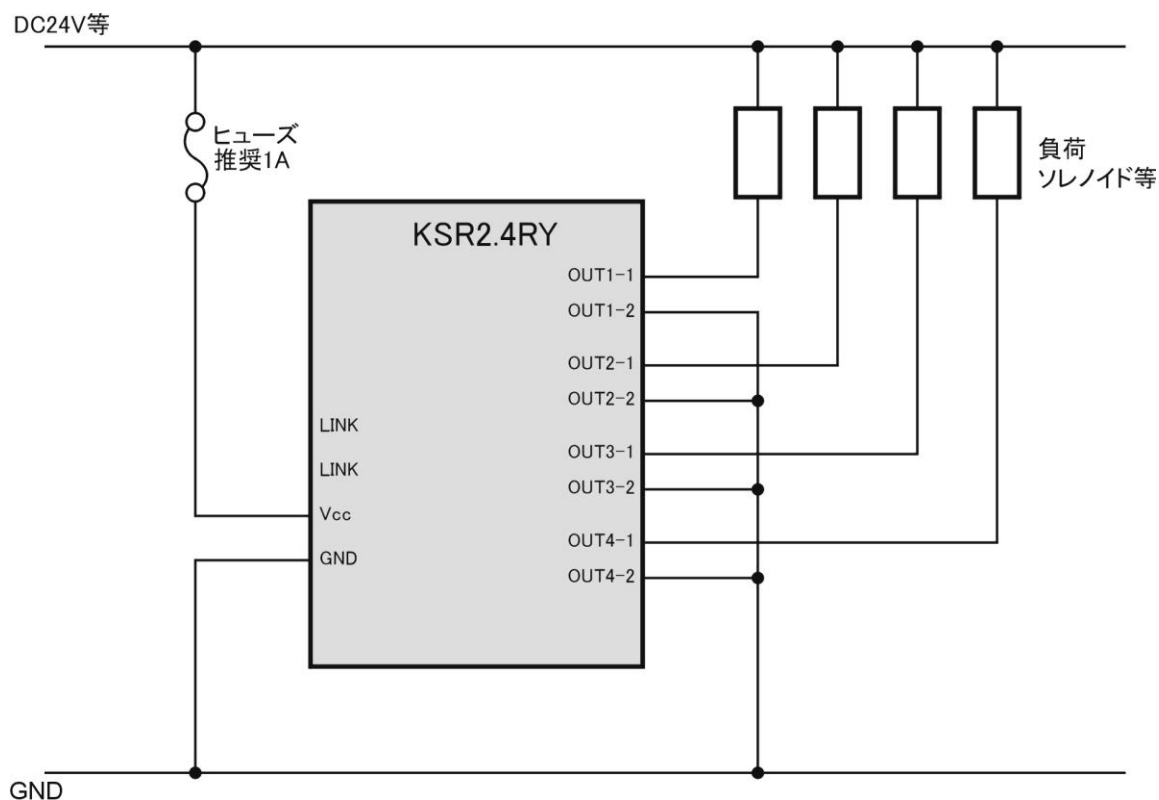 DC24V等
ヒューズ
推奨1A
負荷
ソレノイド等
KSR2.4RY
OUT1-1
OUT1-2
OUT2-1
OUT2-2
LINK
OUT3-1
LINK
OUT3-2
Vcc
OUT4-1
GND
OUT4-2
GND